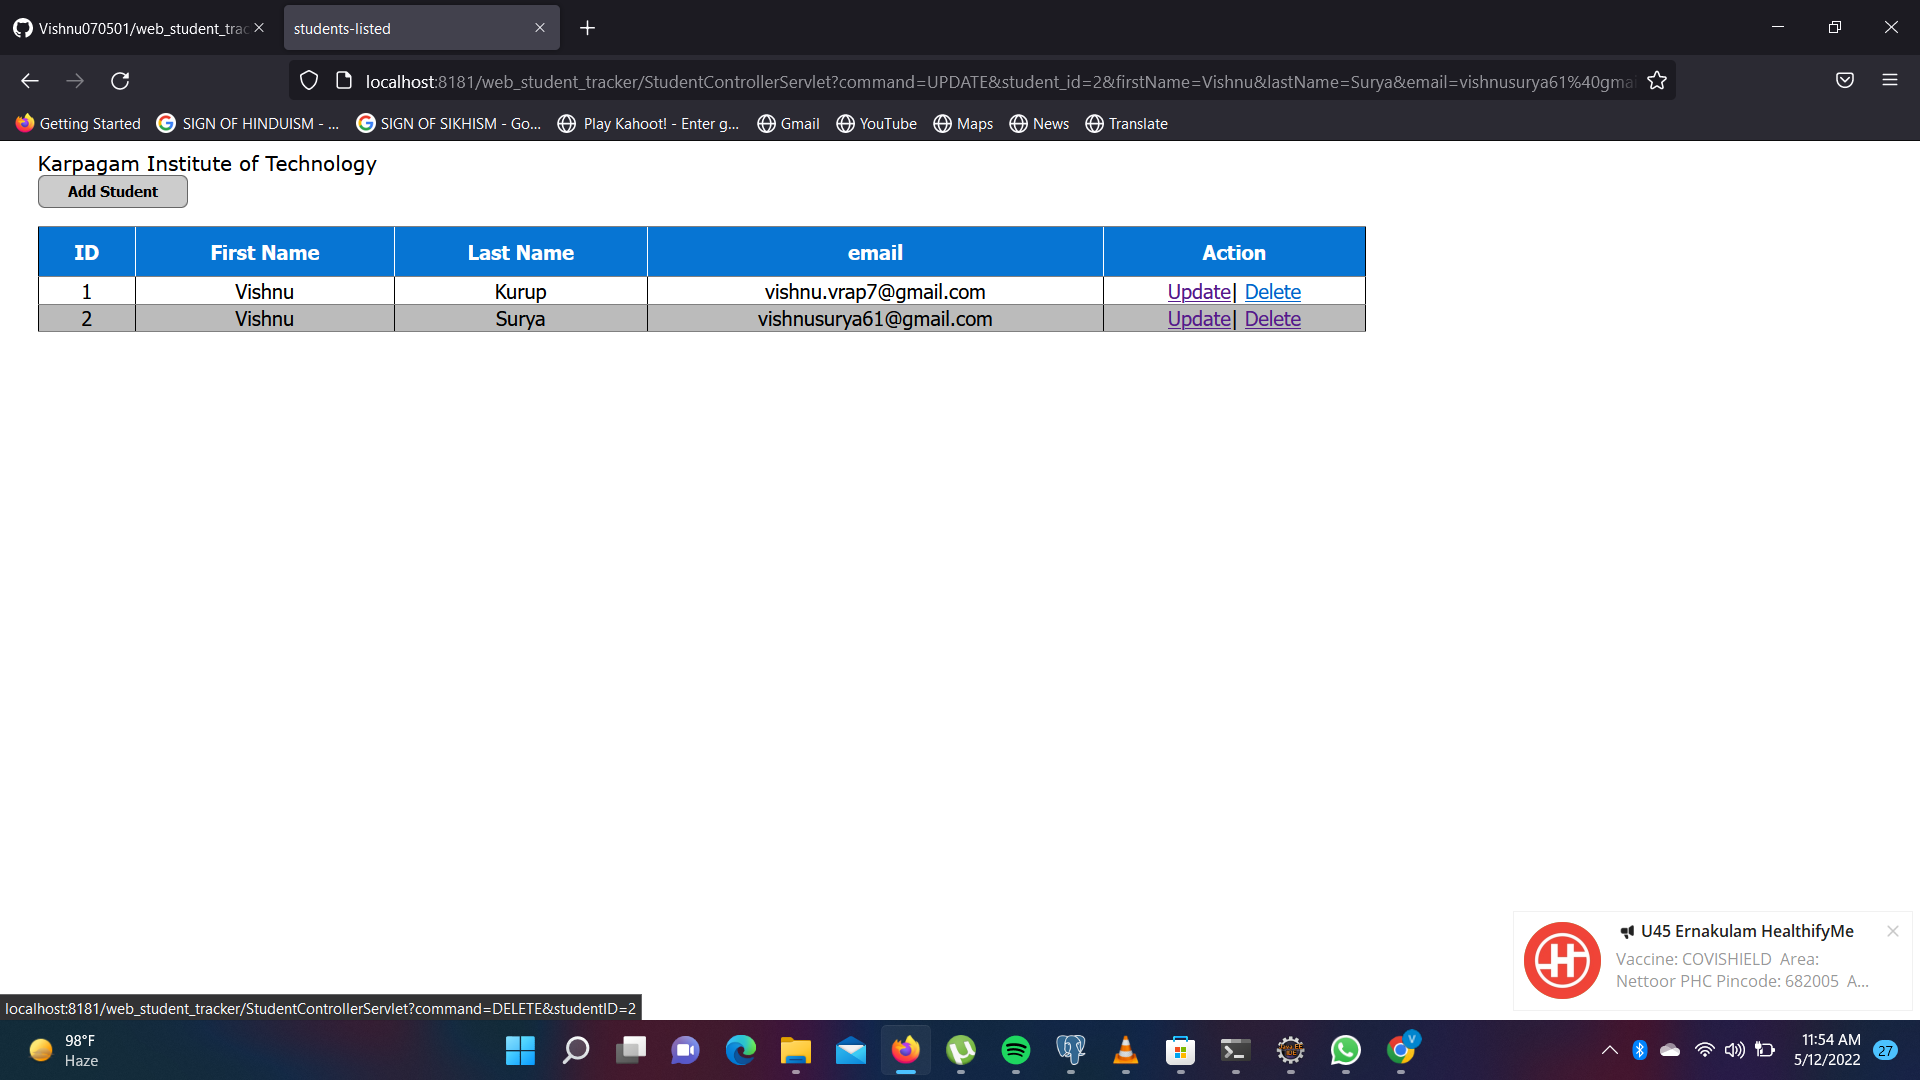 Vishnu070501/web_student_trac
students-listed
localhost:8181/web_student_tracker/StudentControllerServlet?command=UPDATE&student_id=2&firstName=Vishnu&lastName=Surya&email=vishnusurya61%40gmai
Getting Started SIGN OF HINDUISM - ... SIGN OF SIKHISM - Go... Play Kahoot! - Enter g... Gmail YouTube Maps News Translate
Karpagam Institute of Technology
Add Student
ID First Name Last Name email Action
1 Vishnu Kurup vishnu.vrap7@gmail.com Update| Delete
2 Vishnu Surya vishnusurya61@gmail.com Update| Delete
U45 Ernakulam HealthifyMe
Vaccine: COVISHIELD Area:
Nettoor PHC Pincode: 682005 A...
localhost:8181/web_student_tracker/StudentControllerServlet?command=DELETE&studentID=2
98°F
Haze
V
11:54 AM
5/12/2022
27